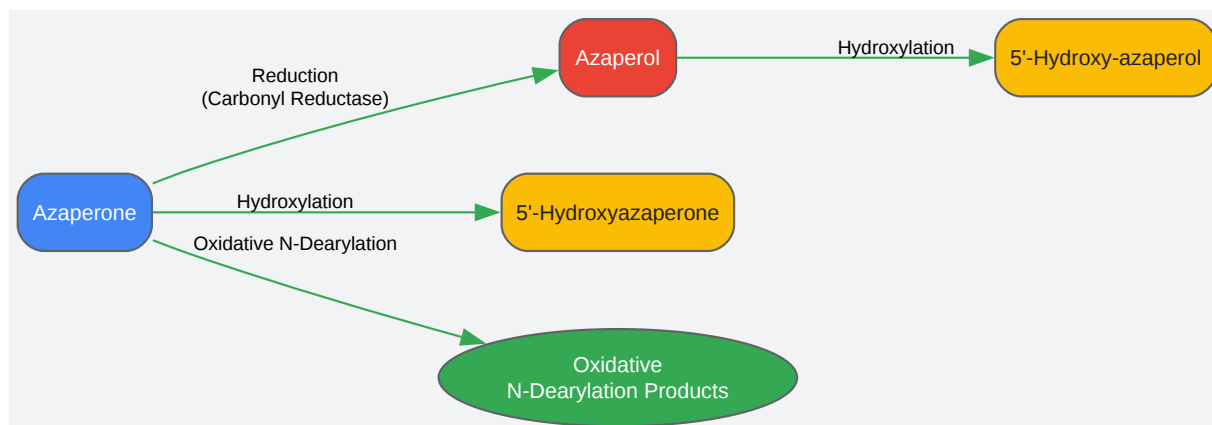 Azaperol
Hydroxylation
5'-Hydroxy-azaperol
Reduction
(Carbonyl Reductase)
Azaperone
Hydroxylation
5'-Hydroxyazaperone
Oxidative N-Dearylation
Oxidative
N-Dearylation Products